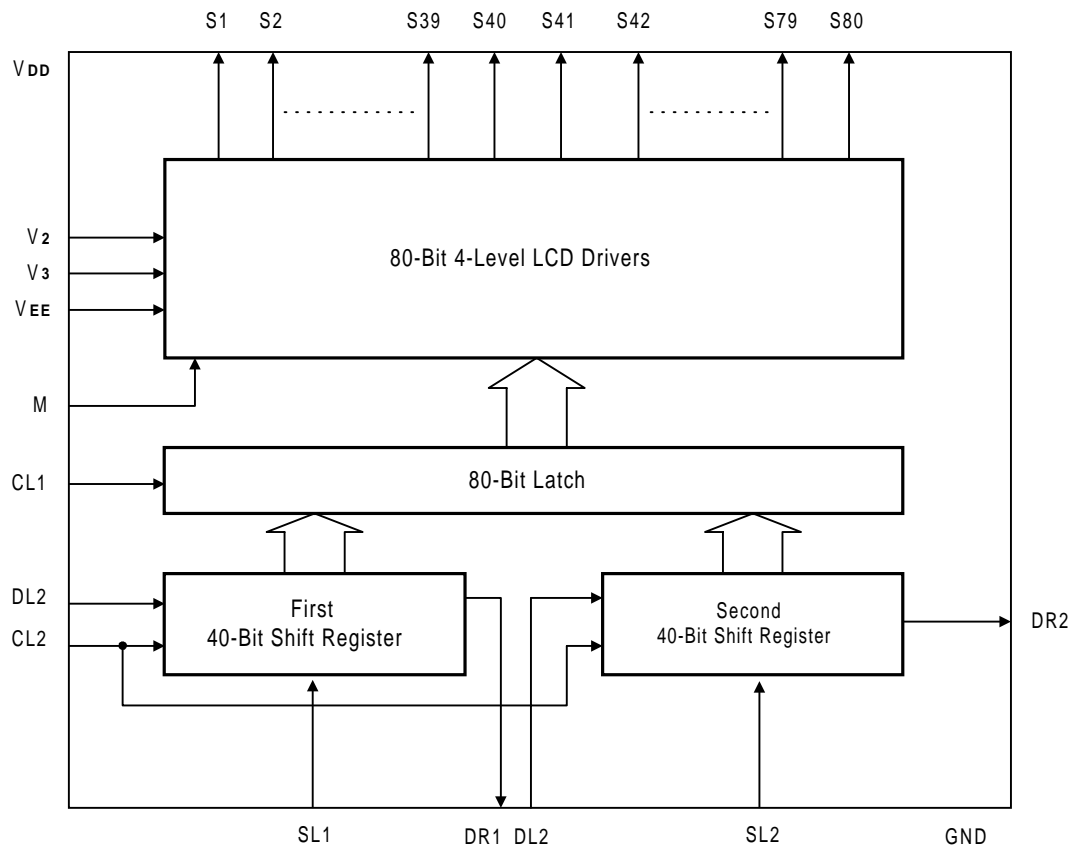 S1 S2 S39 S40 S41 S42 S79 S80
VDD
V2
V3
VEE
80-Bit 4-Level LCD Drivers
M
CL1
80-Bit Latch
DL2
CL2
First
40-Bit Shift Register
Second
40-Bit Shift Register
DR2
SL1 DR1 DL2 SL2 GND